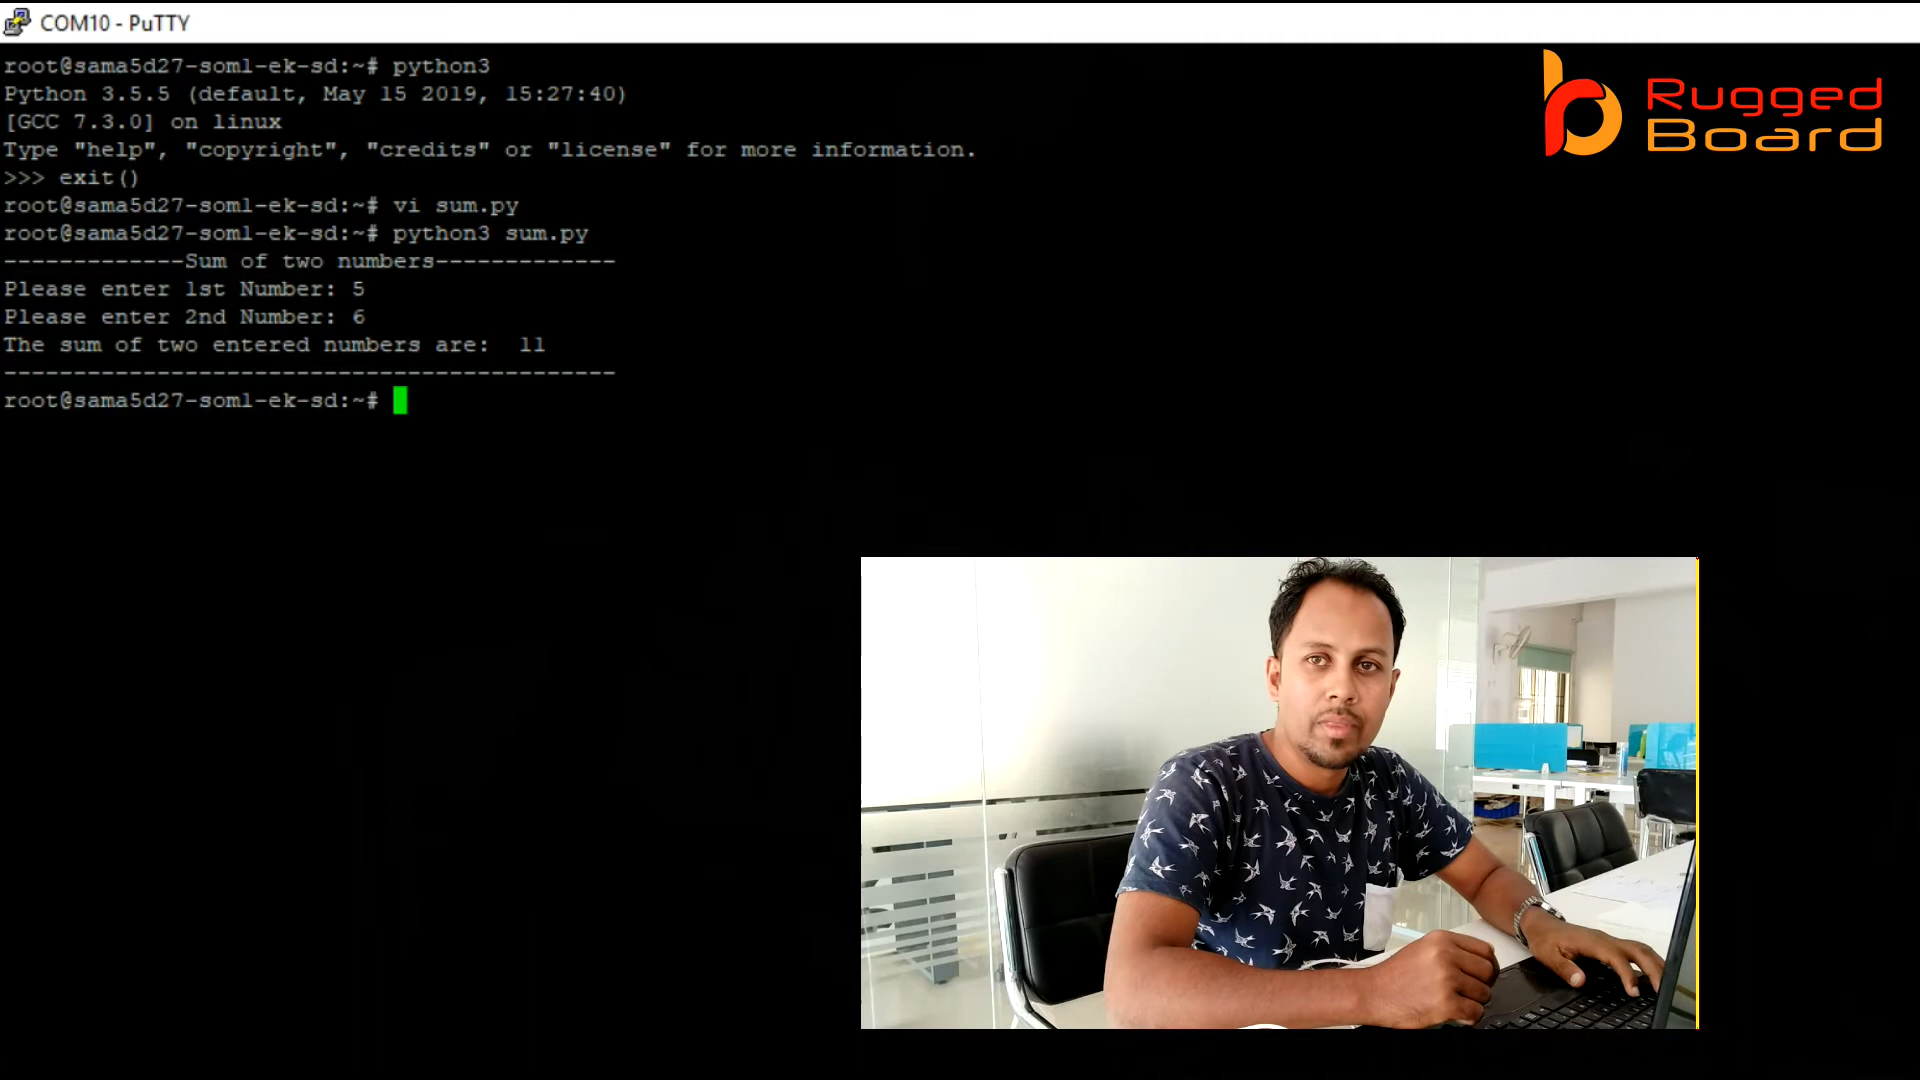 COM10 - PuTTY
root@sama5d27-som1-ek-sd:~# python3
Python 3.5.5 (default, May 15 2019, 15:27:40)
[GCC 7.3.0] on linux
Type "help", "copyright", "credits" or "license" for more information.
>>> exit()
root@sama5d27-som1-ek-sd:~# vi sum.py
root@sama5d27-som1-ek-sd:~# python3 sum.py
-------------Sum of two numbers-------------
Please enter 1st Number: 5
Please enter 2nd Number: 6
The sum of two entered numbers are:  11
--------------------------------------------
root@sama5d27-som1-ek-sd:~#
Rugged
Board